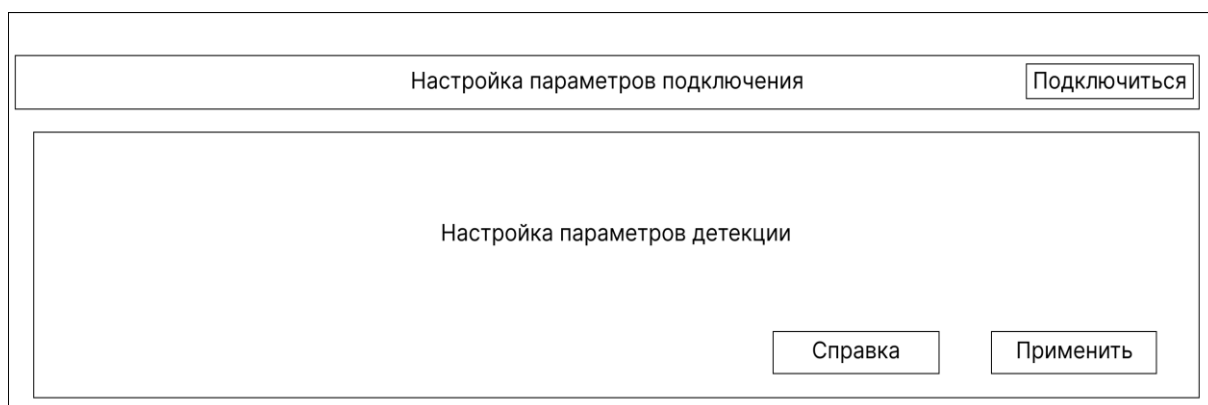 Настройка параметров подключения
Подключиться
Настройка параметров детекции
Справка
Применить